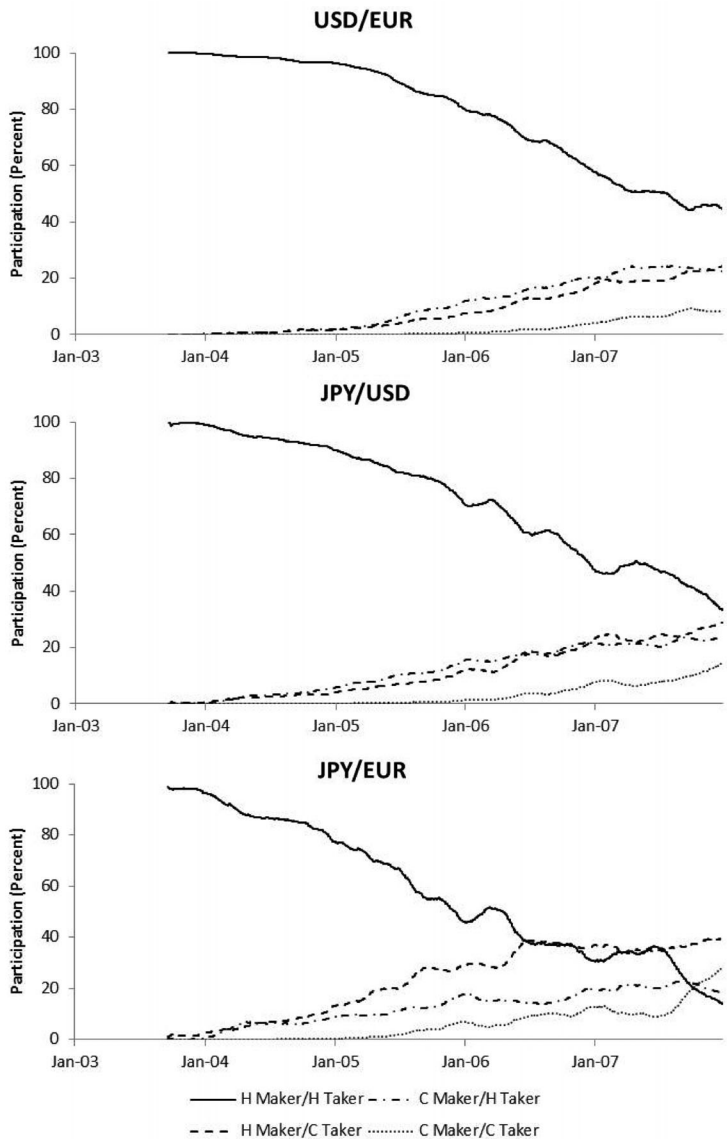 USD/EUR
Participation (Percent)
100
80
60
40
20
0
Jan-03 Jan-04 Jan-05 Jan-06 Jan-07
JPY/USD
Participation (Percent)
100
80
60
40
20
0
Jan-03 Jan-04 Jan-05 Jan-06 Jan-07
JPY/EUR
Participation (Percent)
100
80
60
40
20
0
Jan-03 Jan-04 Jan-05 Jan-06 Jan-07
H Maker/H Taker C Maker/H Taker
H Maker/C Taker C Maker/C Taker